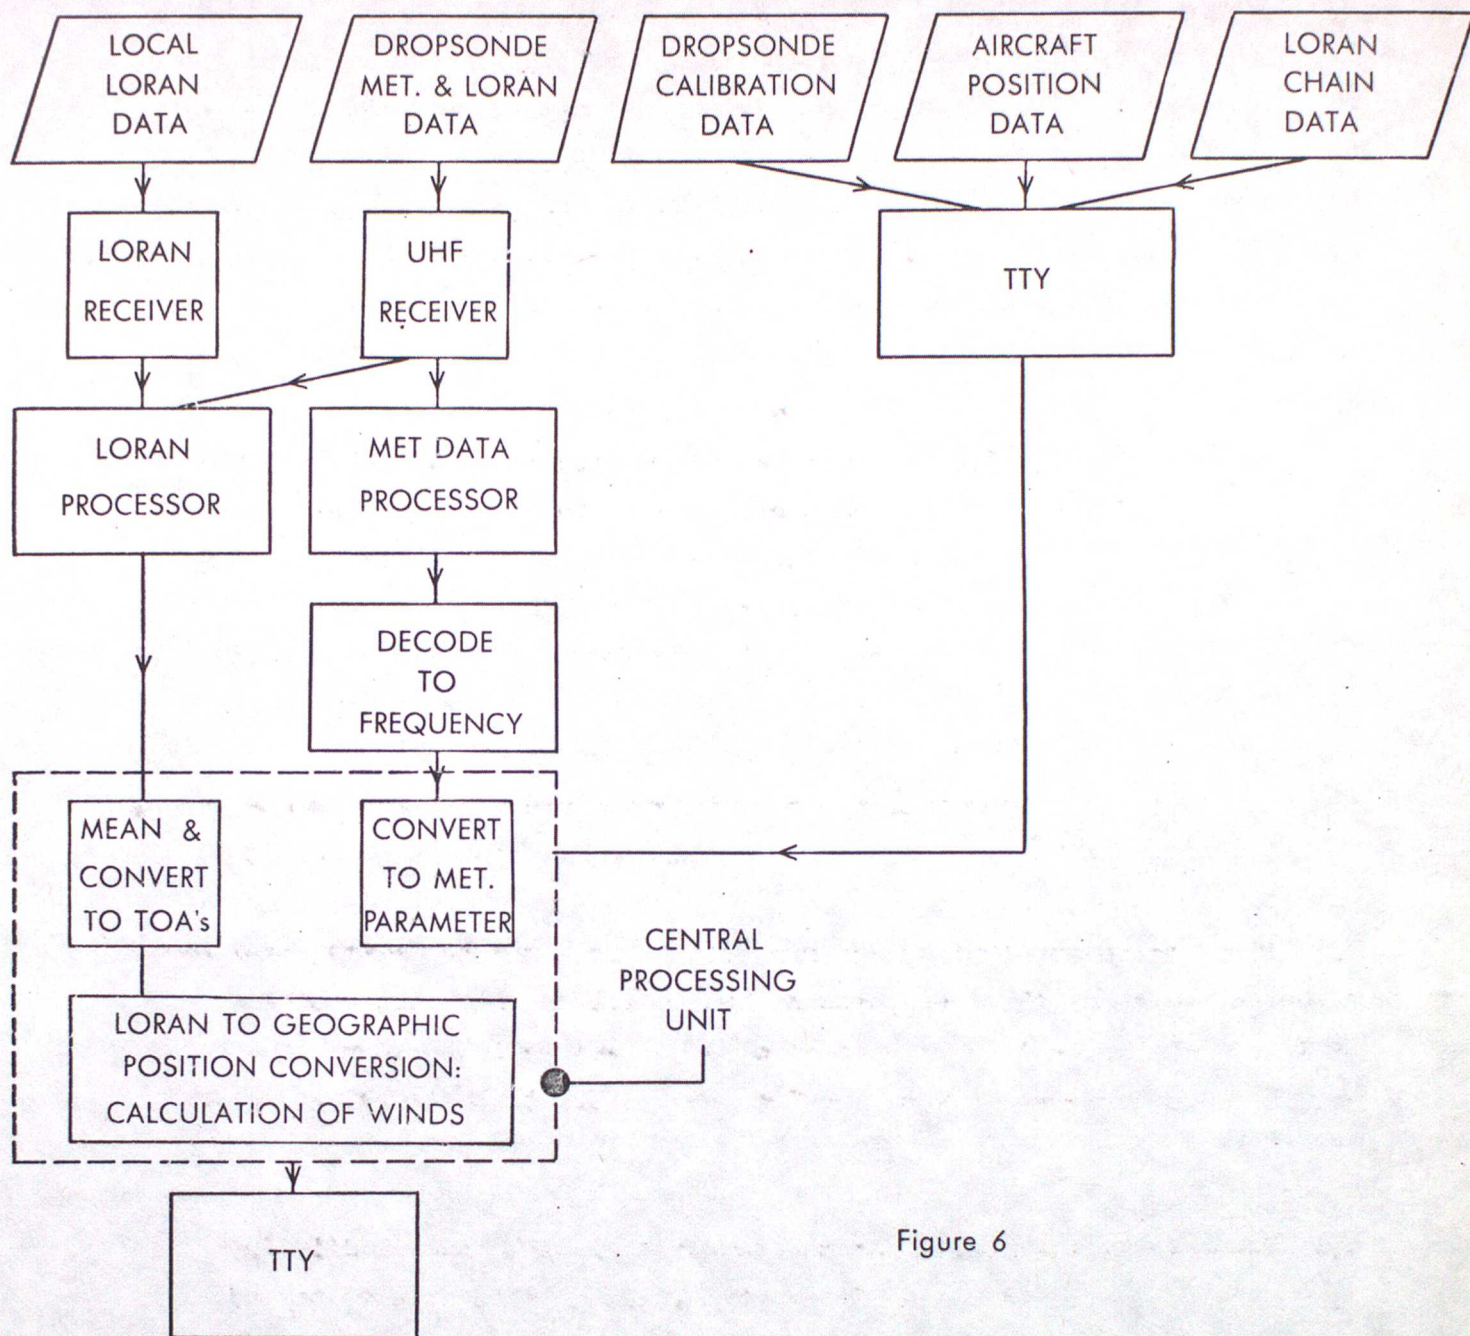 LOCAL
LORAN
DATA
DROPSONDE
MET. & LORAN
DATA
DROPSONDE
CALIBRATION
DATA
AIRCRAFT
POSITION
DATA
LORAN
CHAIN
DATA
LORAN
RECEIVER
UHF
RECEIVER
TTY
LORAN
PROCESSOR
MET DATA
PROCESSOR
DECODE
TO
FREQUENCY
MEAN &
CONVERT
TO TOA's
CONVERT
TO MET.
PARAMETER
CENTRAL
PROCESSING
UNIT
LORAN TO GEOGRAPHIC
POSITION CONVERSION:
CALCULATION OF WINDS
TTY
Figure 6